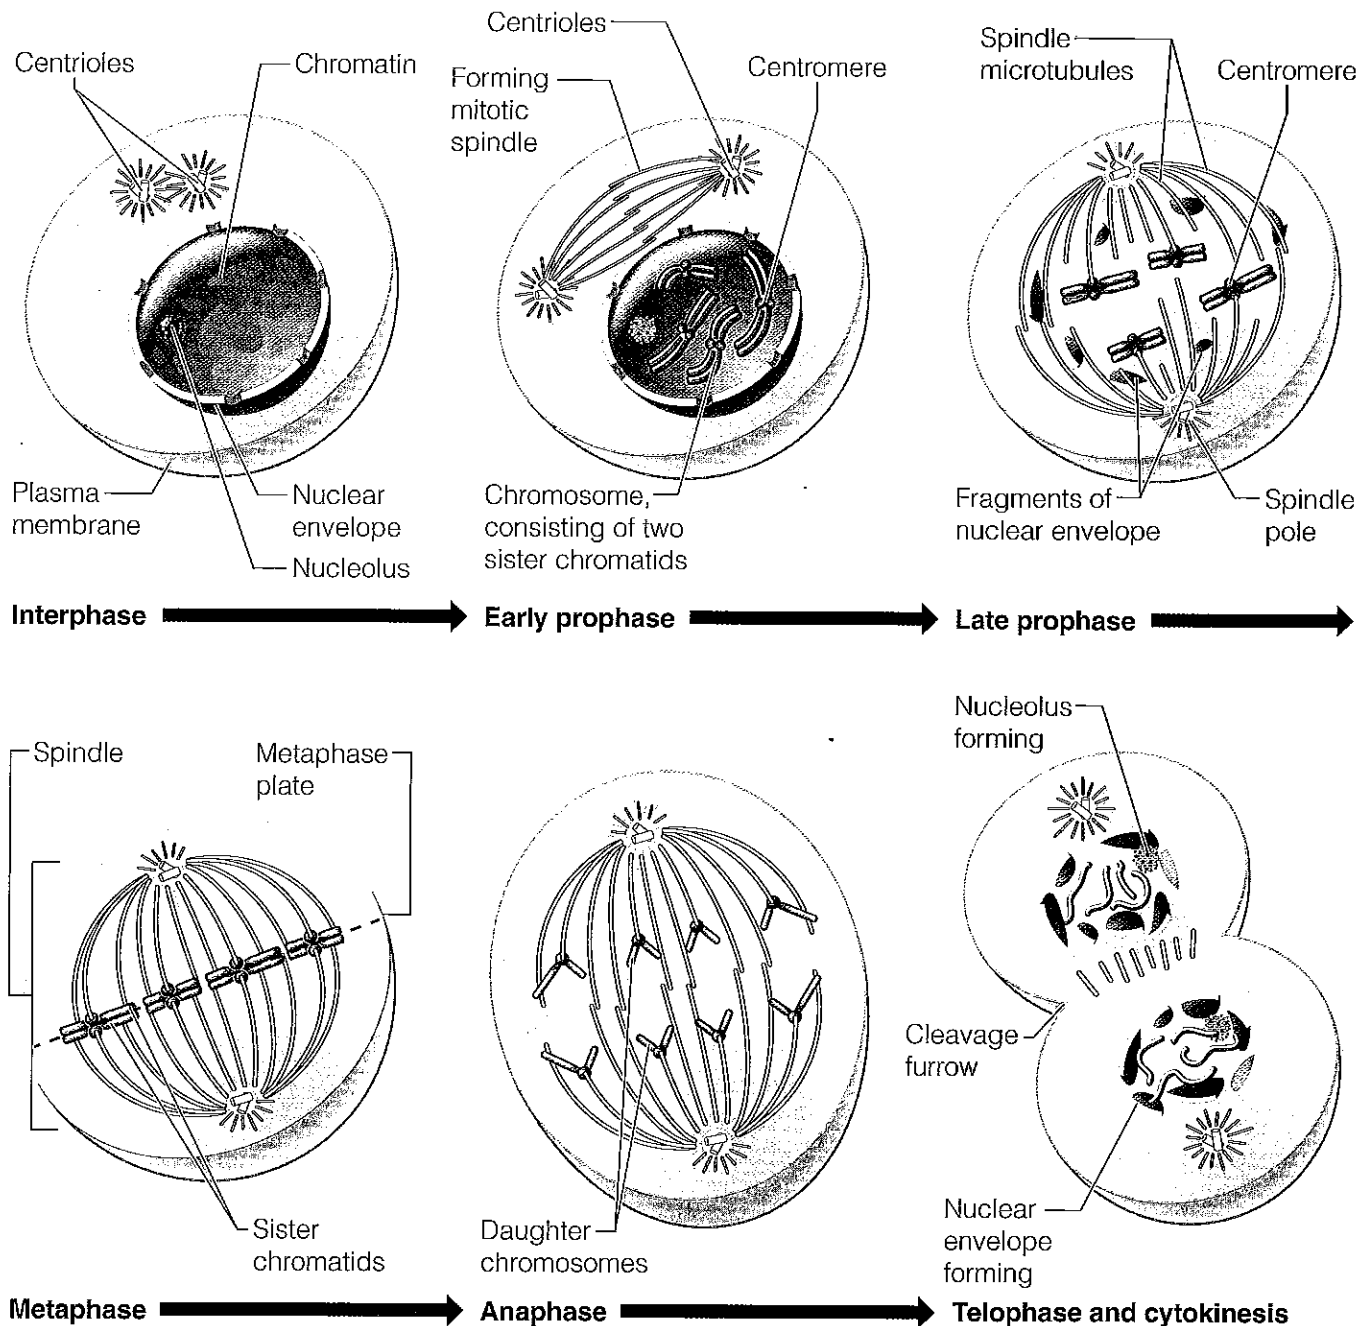 Centrioles
Chromatin
Plasma
membrane
Nuclear
envelope
Nucleolus
Interphase
Centrioles
Forming
mitotic
spindle
Centromere
Chromosome,
consisting of two
sister chromatids
Early prophase
Spindle
microtubules
Centromere
Fragments of
nuclear envelope
Spindle
pole
Late prophase
Spindle
Metaphase
plate
Sister
chromatids
Metaphase
Daughter
chromosomes
Anaphase
Nucleolus
forming
Cleavage
furrow
Nuclear
envelope
forming
Telophase and cytokinesis